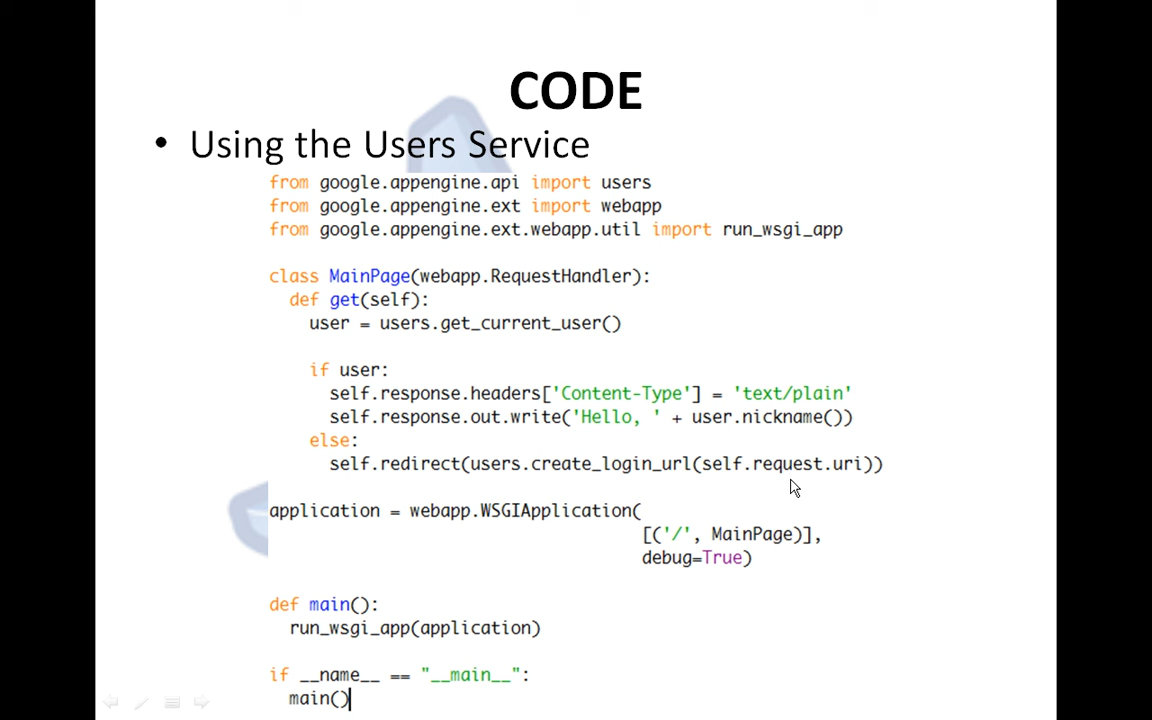 CODE
• Using the Users Service
from google.appengine.api import users
from google.appengine.ext import webapp
from google.appengine.ext.webapp.util import run_wsgi_app
class MainPage(webapp.RequestHandler):
  def get(self):
    user = users.get_current_user()
    if user:
      self.response.headers['Content-Type'] = 'text/plain'
      self.response.out.write('Hello, ' + user.nickname())
    else:
      self.redirect(users.create_login_url(self.request.uri))
application = webapp.WSGIApplication(
                                     [('/', MainPage)],
                                     debug=True)
def main():
  run_wsgi_app(application)
if __name__ == "__main__":
  main()